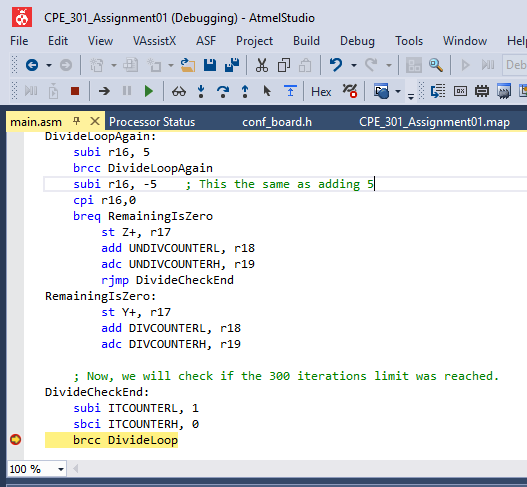 CPE_301_Assignment01 (Debugging) - AtmelStudio
File Edit View VAssistX ASF Project Build Debug Tools Window Help
Debu
Hex
main.asm Processor Status conf_board.h CPE_301_Assignment01.map
DivideLoopAgain:
subi r16, 5
brcc DivideLoopAgain
subi r16, -5 ; This the same as adding 5
cpi r16,0
breq RemainingIsZero
st Z+, r17
add UNDIVCOUNTERL, r18
adc UNDIVCOUNTERH, r19
rjmp DivideCheckEnd
RemainingIsZero:
st Y+, r17
add DIVCOUNTERL, r18
adc DIVCOUNTERH, r19
; Now, we will check if the 300 iterations limit was reached.
DivideCheckEnd:
subi ITCOUNTERL, 1
sbci ITCOUNTERH, 0
brcc DivideLoop
100 %